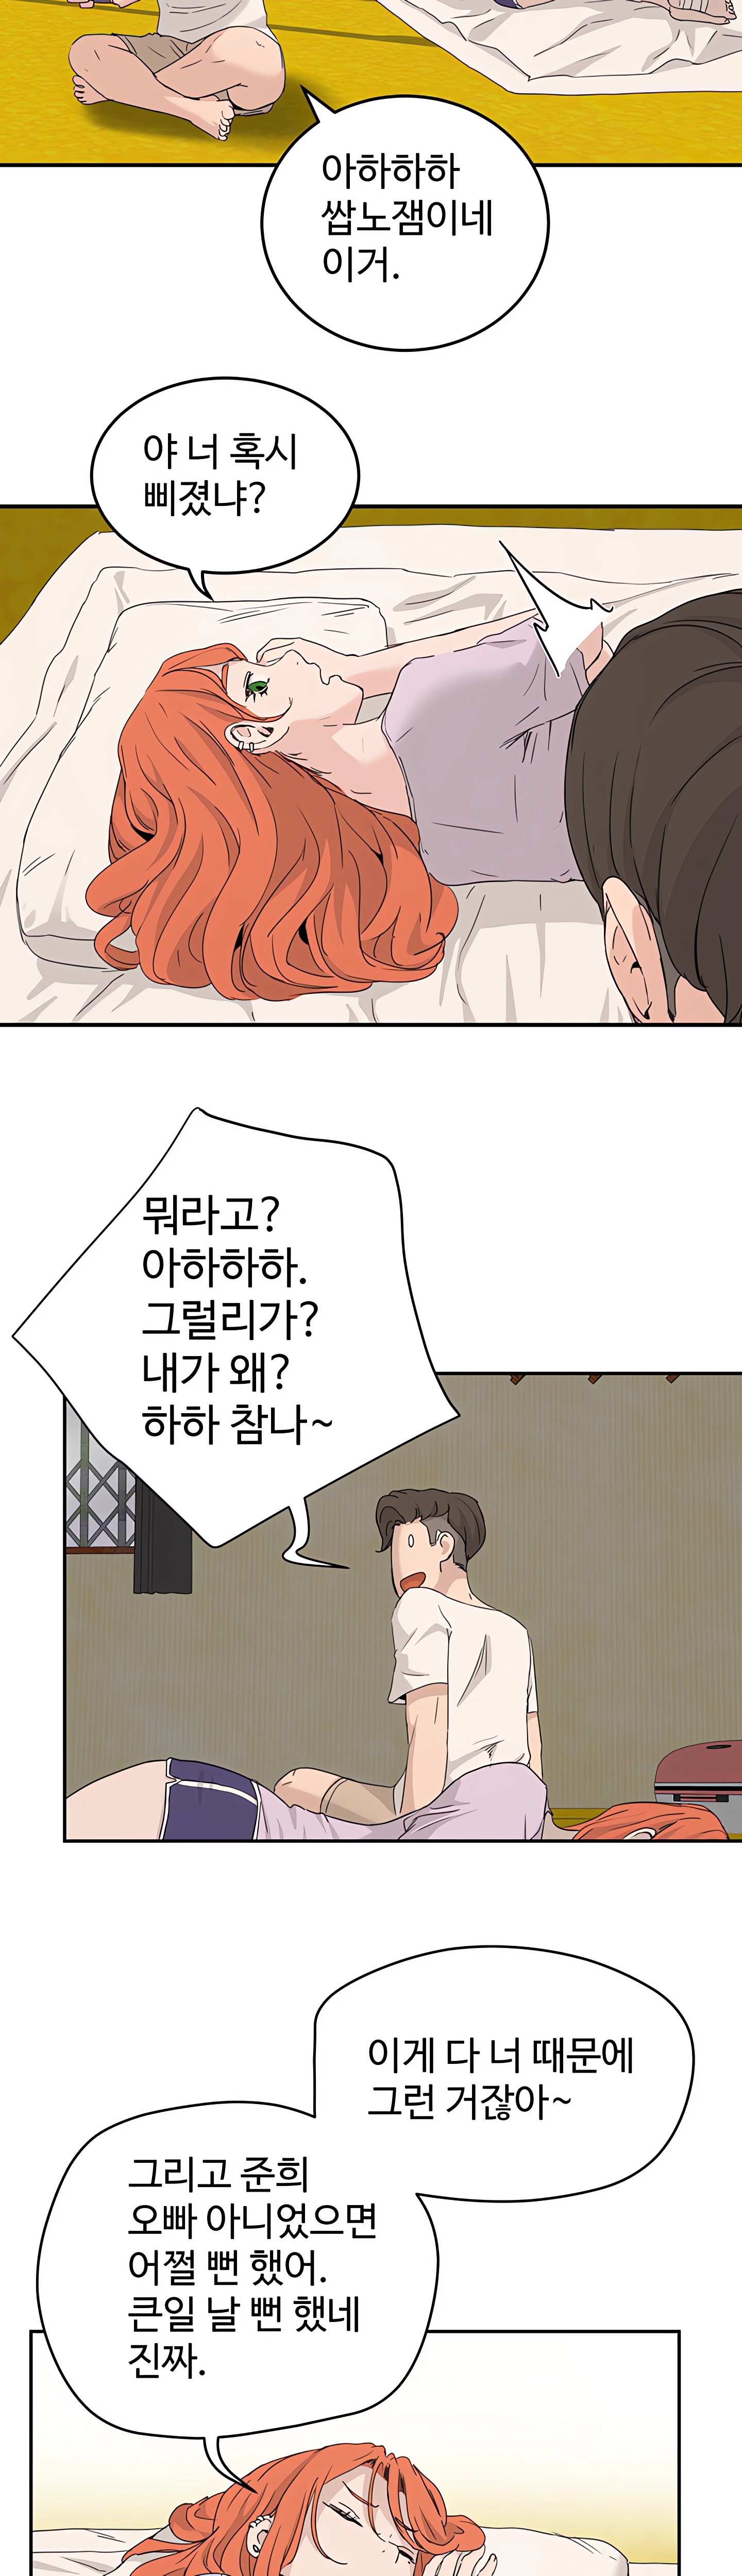 아하하하
쌉노잼이네
이거.
야 너 혹시
삐졌냐?
뭐라고?
아하하하.
그럴리가?
내가 왜?
하하 참나~
이게 다 너 때문에
그런 거잖아~
그리고 준희
오빠 아니었으면
어쩔 뻔 했어.
큰일 날 뻔 했네
진짜.